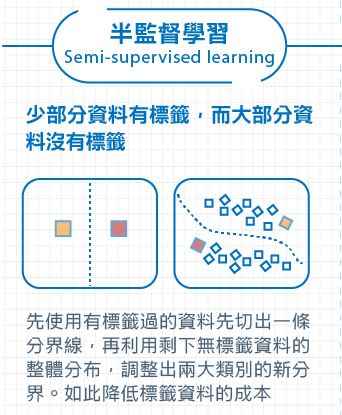 半監督學習
Semi-supervised learning
少部分資料有標籤，而大部分資
料沒有標籤
先使用有標籤過的資料先切出一條
分界線，再利用剩下無標籤資料的
整體分布，調整出兩大類別的新分
界。如此降低標籤資料的成本